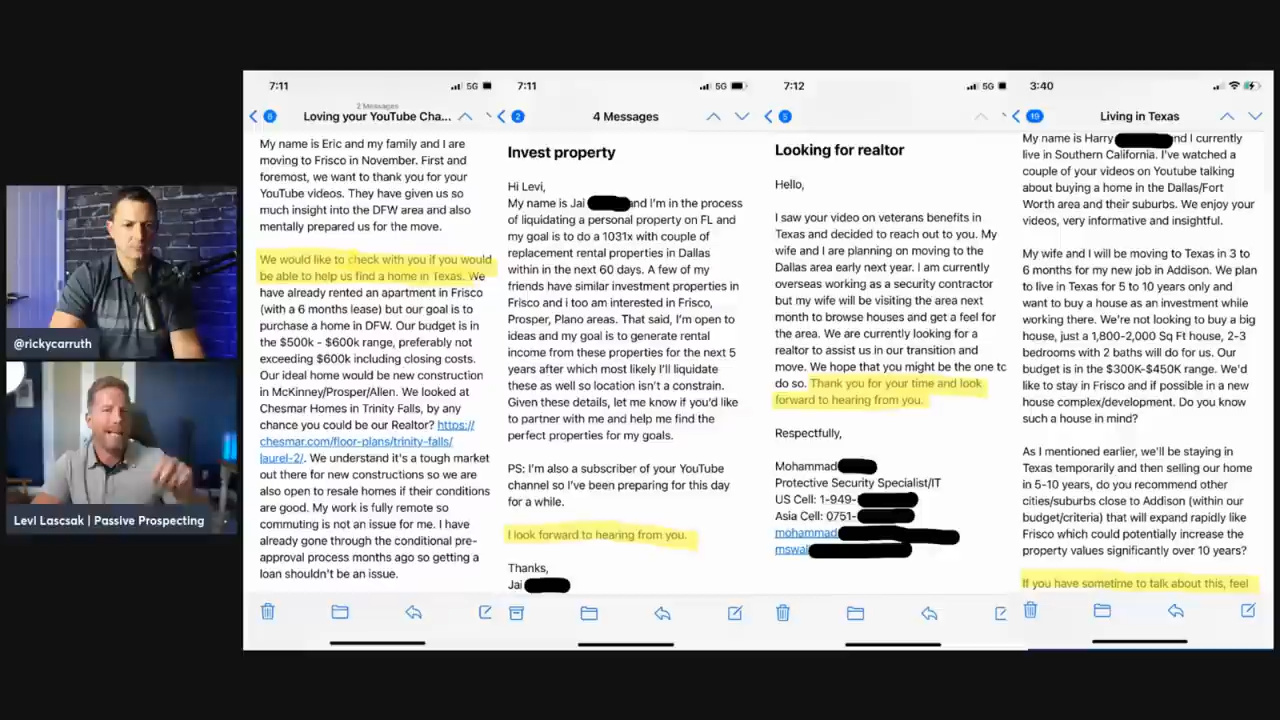 @rickycarruth
Levi Lascsak | Passive Prospecting
7:11
5G
6
2 Messages
Loving your YouTube Cha...
My name is Eric and my family and I are
moving to Frisco in November. First and
foremost, we want to thank you for your
YouTube videos. They have given us so
much insight into the DFW area and also
mentally prepared us for the move.
We would like to check with you if you would
be able to help us find a home in Texas. We
have already rented an apartment in Frisco
(with a 6 months lease) but our goal is to
purchase a home in DFW. Our budget is in
the $500k - $600k range, preferably not
exceeding $600k including closing costs.
Our ideal home would be new construction
in McKinney/Prosper/Allen. We looked at
Chesmar Homes in Trinity Falls, by any
chance you could be our Realtor? https://
chesmar.com/floor-plans/trinity-falls/
laurel-2/. We understand it's a tough market
out there for new constructions so we are
also open to resale homes if their conditions
are good. My work is fully remote so
commuting is not an issue for me. I have
already gone through the conditional pre-
approval process months ago so getting a
loan shouldn't be an issue.
7:11
5G
2
4 Messages
Invest property
Hi Levi,
My name is Jai and I'm in the process
of liquidating a personal property on FL and
my goal is to do a 1031x with couple of
replacement rental properties in Dallas
within in the next 60 days. A few of my
friends have similar investment properties in
Frisco and i too am interested in Frisco,
Prosper, Plano areas. That said, I'm open to
ideas and my goal is to generate rental
income from these properties for the next 5
years after which most likely I'll liquidate
these as well so location isn't a constrain.
Given these details, let me know if you'd like
to partner with me and help me find the
perfect properties for my goals.
PS: I'm also a subscriber of your YouTube
channel so I've been preparing for this day
for a while.
I look forward to hearing from you.
Thanks,
Jai
7:12
5G
5
Looking for realtor
Hello,
I saw your video on veterans benefits in
Texas and decided to reach out to you. My
wife and I are planning on moving to the
Dallas area early next year. I am currently
overseas working as a security contractor
but my wife will be visiting the area next
month to browse houses and get a feel for
the area. We are currently looking for a
realtor to assist us in our transition and
move. We hope that you might be the one to
do so. Thank you for your time and look
forward to hearing from you.
Respectfully,
Mohammad
Protective Security Specialist/IT
US Cell: 1-949-
Asia Cell: 0751-
mohammad
mswal
3:40
19
Living in Texas
My name is Harry and I currently
live in Southern California. I've watched a
couple of your videos on Youtube talking
about buying a home in the Dallas/Fort
Worth area and their suburbs. We enjoy your
videos, very informative and insightful.
My wife and I will be moving to Texas in 3 to
6 months for my new job in Addison. We plan
to live in Texas for 5 to 10 years only and
want to buy a house as an investment while
working there. We're not looking to buy a big
house, just a 1,800-2,000 Sq Ft house, 2-3
bedrooms with 2 baths will do for us. Our
budget is in the $300K-$450K range. We'd
like to stay in Frisco and if possible in a new
house complex/development. Do you know
such a house in mind?
As I mentioned earlier, we'll be staying in
Texas temporarily and then selling our home
in 5-10 years, do you recommend other
cities/suburbs close to Addison (within our
budget/criteria) that will expand rapidly like
Frisco which could potentially increase the
property values significantly over 10 years?
If you have sometime to talk about this, feel